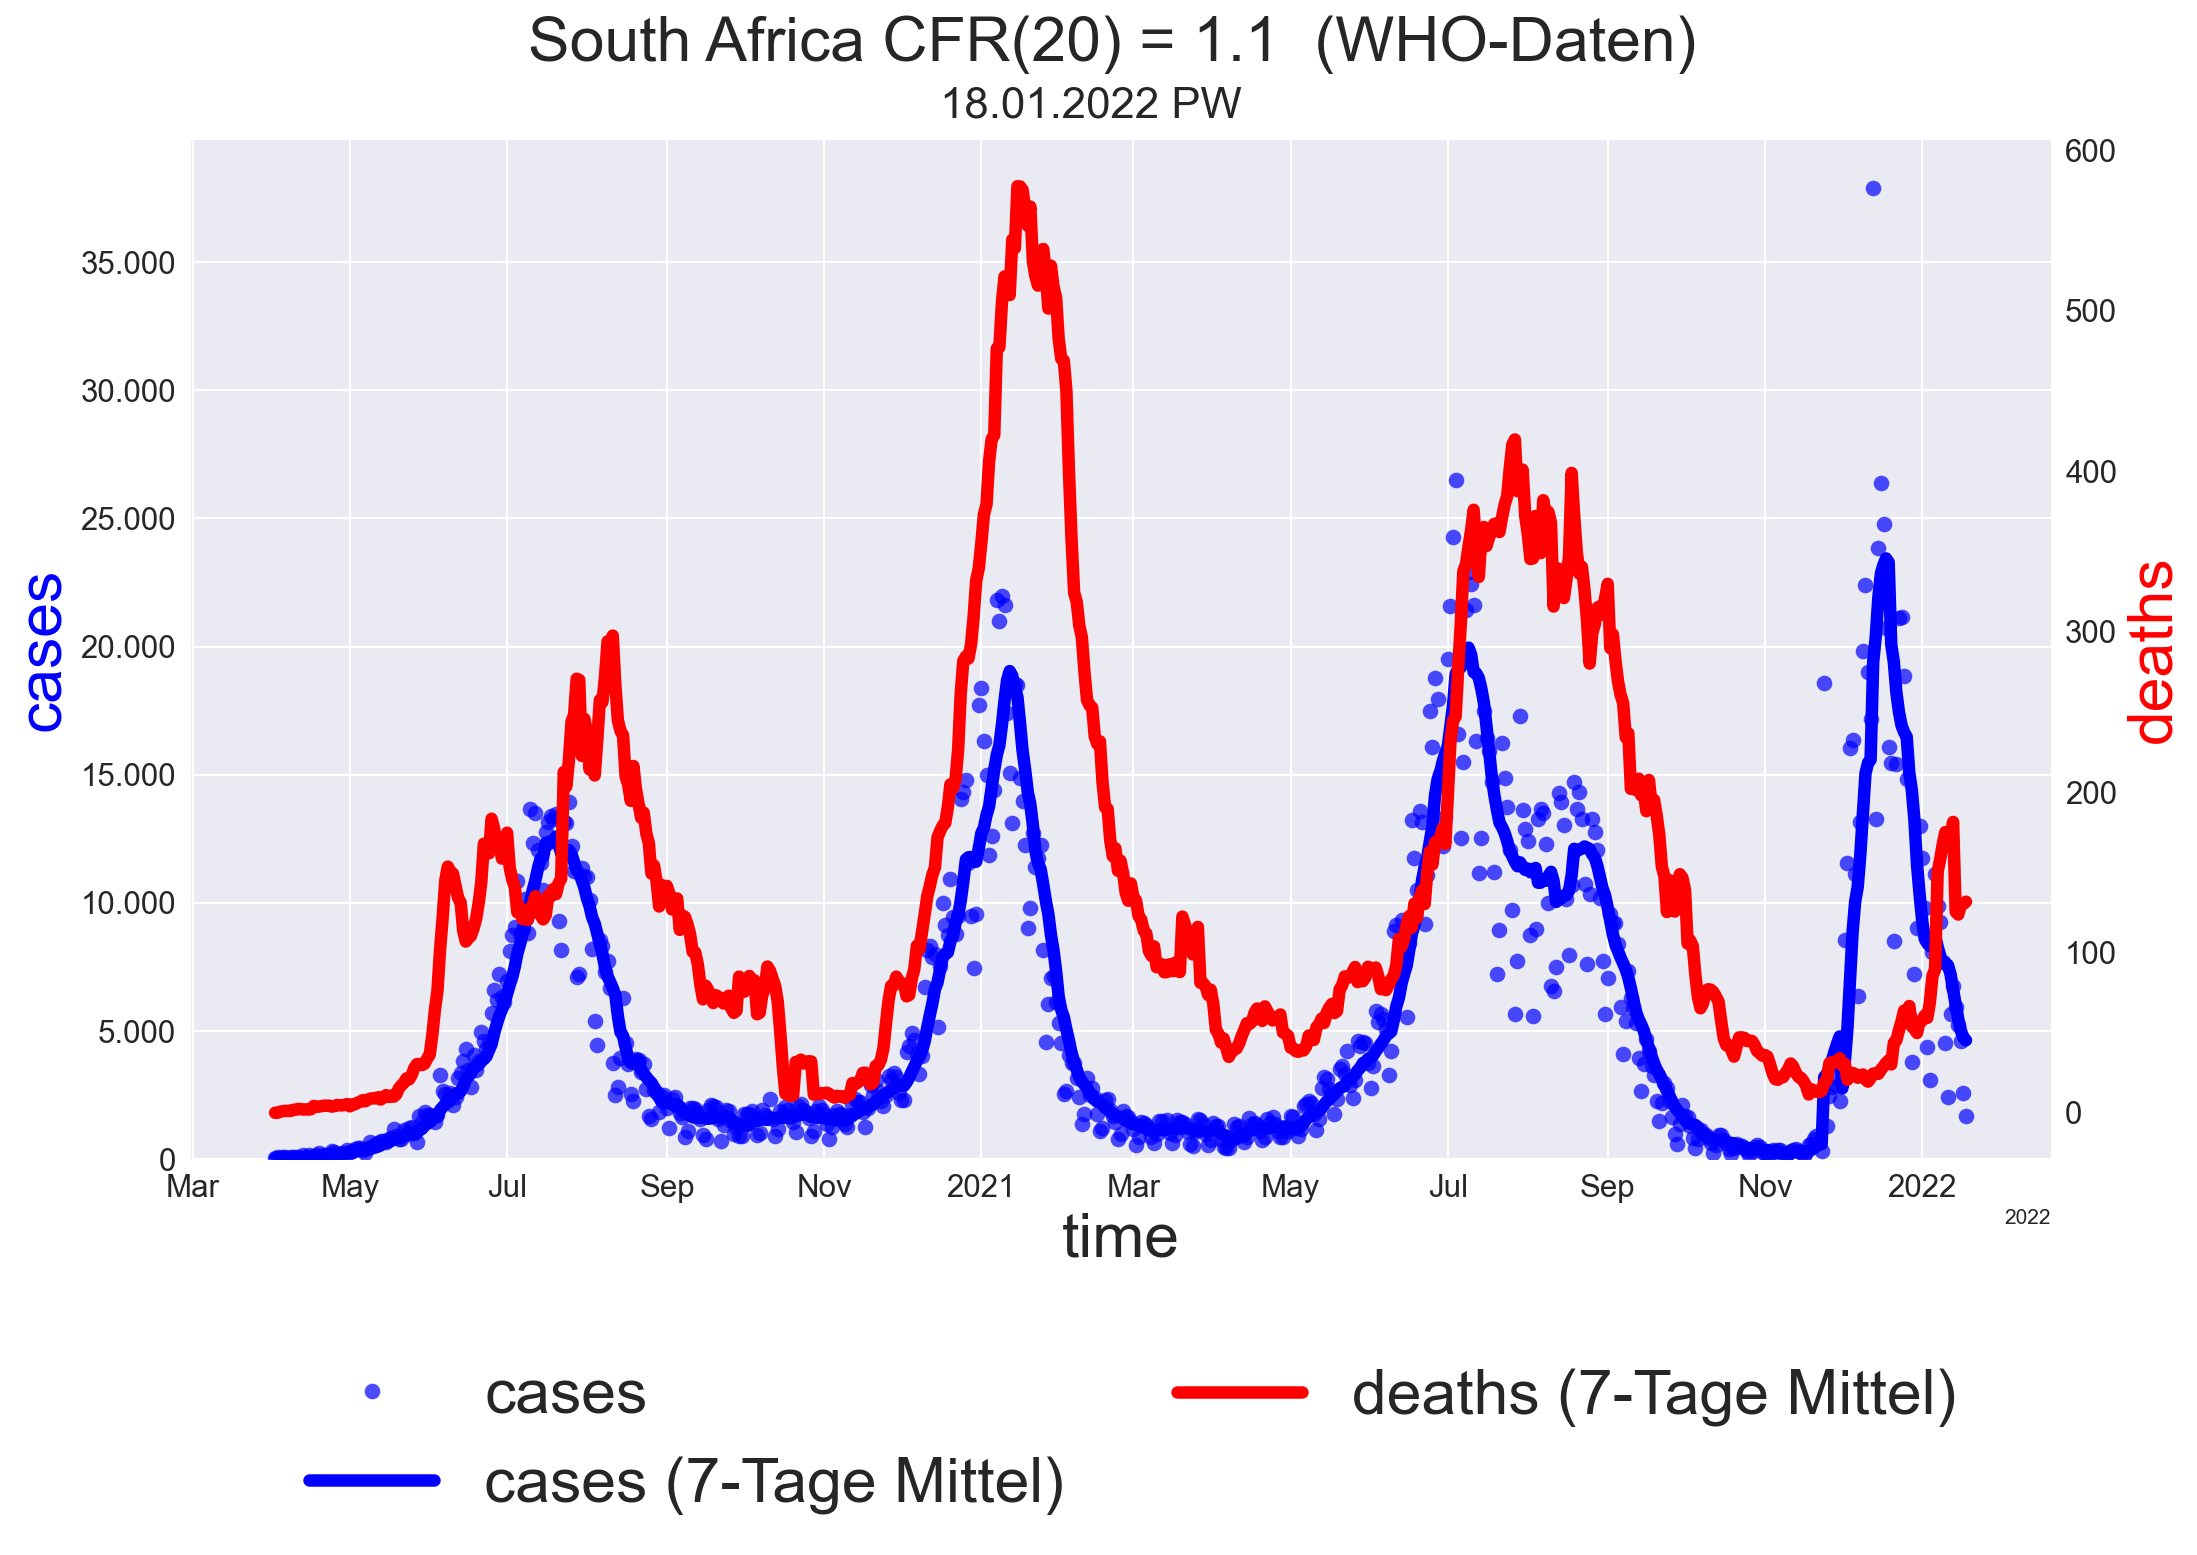 South Africa CFR(20) = 1.1  (WHO-Daten)
18.01.2022 PW
600
500
400
300
200
100
0
deaths
35.000
30.000
25.000
20.000
15.000
10.000
5.000
0
cases
Mar May Jul Sep Nov 2021 Mar May Jul Sep Nov 2022
2022
time
cases
cases (7-Tage Mittel)
deaths (7-Tage Mittel)